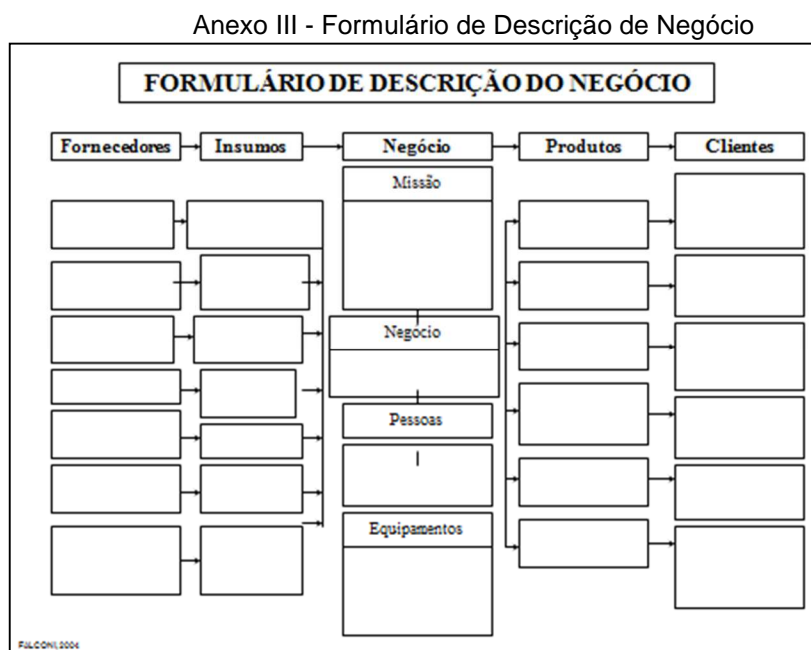 Anexo III - Formulário de Descrição de Negócio
FORMULÁRIO DE DESCRIÇÃO DO NEGÓCIO
Fornecedores Insumos Negócio Produtos Clientes
Missão
Negócio
Pessoas
Equipamentos
FALCONI, 2004